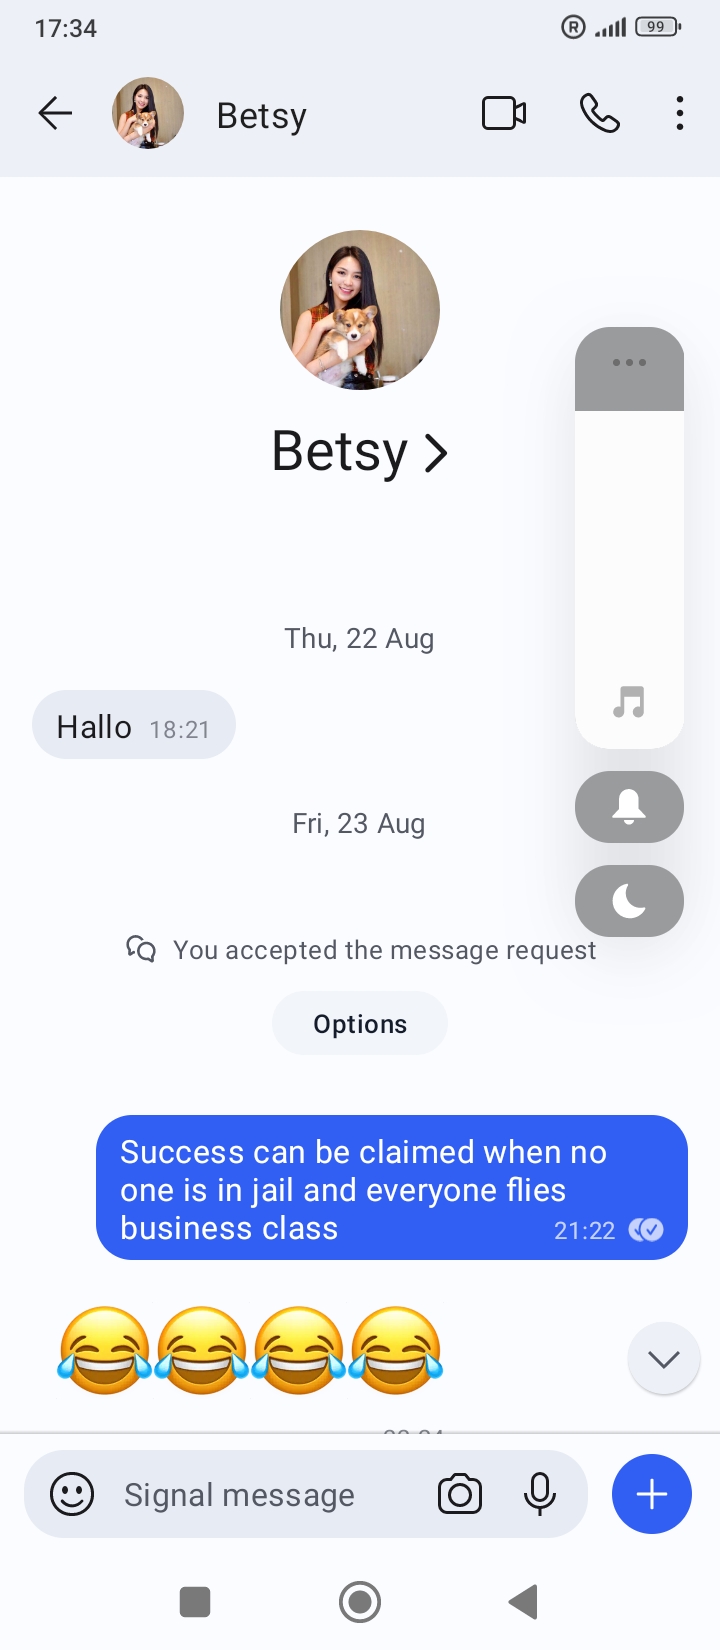 17:34
R
99
Betsy
Betsy
Thu, 22 Aug
Hallo 18:21
Fri, 23 Aug
You accepted the message request
Options
Success can be claimed when no
one is in jail and everyone flies
business class 21:22
😂😂😂😂
Signal message